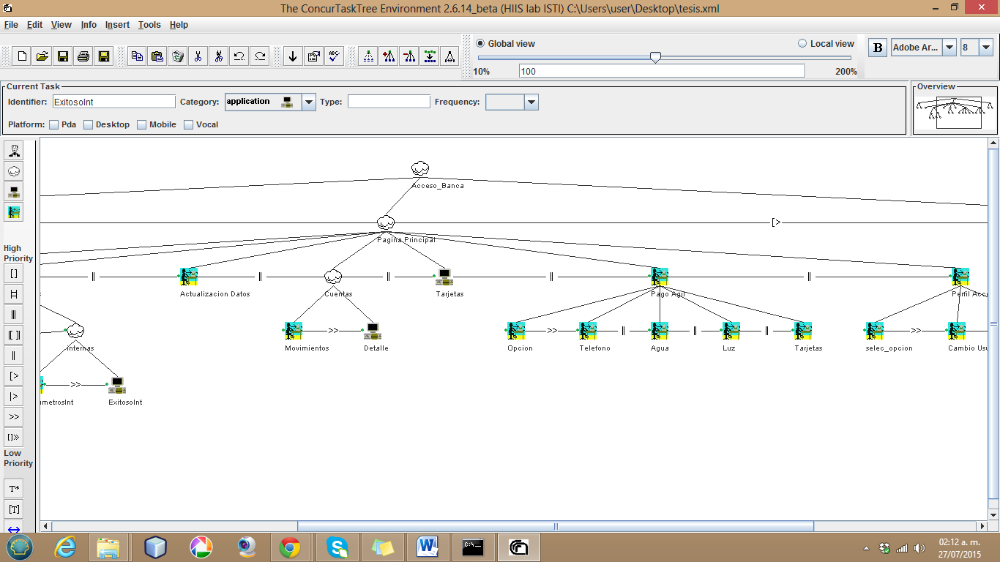 The ConcurTaskTree Environment 2.6.14_beta (HIIS lab ISTI) C:\Users\user\Desktop\tesis.xml
File Edit View Info Insert Tools Help
Global view Local view
B Adobe Ar... 8
10% 100 200%
Current Task
Identifier: ExitosoInt Category: application Type: Frequency:
Platform: Pda Desktop Mobile Vocal
Overview
Acceso_Banca
[>
Pagina Principal
|| || || || ||
Actualizacion Datos Cuentas Tarjetas Pago Agil Perfil Acce
>> >> || || || >>
Internas Movimientos Detalle Opcion Telefono Agua Luz Tarjetas selec_opcion Cambio Usu
>>
metrosInt ExitosoInt
High
Priority
[]
|=|
|||
|[]|
||
[>
|>
>>
[]>>
Low
Priority
T*
[T]
C:\_
02:12 a. m.
27/07/2015